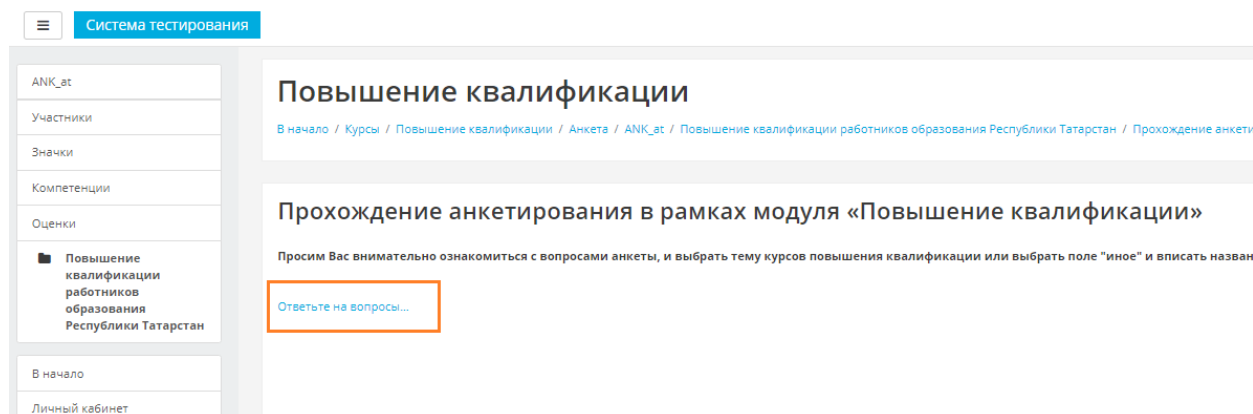 Система тестирования
ANK_at
Участники
Значки
Компетенции
Оценки
Повышение
квалификации
работников
образования
Республики Татарстан
В начало
Личный кабинет
Повышение квалификации
В начало / Курсы / Повышение квалификации / Анкета / ANK_at / Повышение квалификации работников образования Республики Татарстан / Прохождение анкети
Прохождение анкетирования в рамках модуля «Повышение квалификации»
Просим Вас внимательно ознакомиться с вопросами анкеты, и выбрать тему курсов повышения квалификации или выбрать поле "иное" и вписать назван
Ответьте на вопросы...